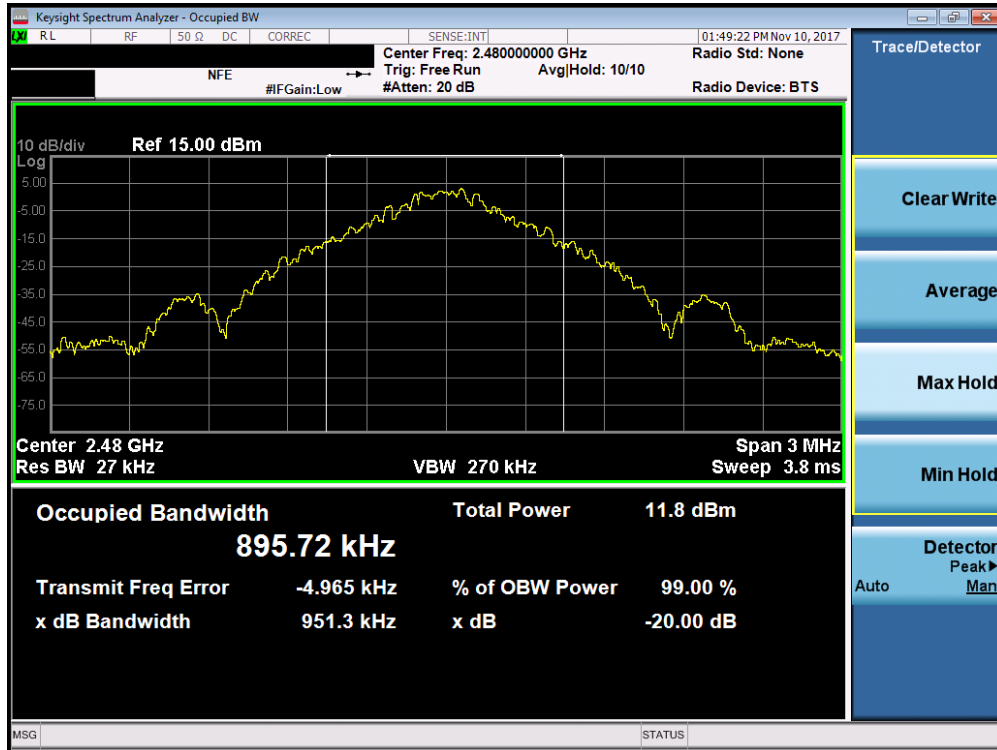 Keysight Spectrum Analyzer - Occupied BW
LXI RL RF 50 Ω DC CORREC SENSE:INT 01:49:22 PM Nov 10, 2017
Center Freq: 2.480000000 GHz Radio Std: None
NFE Trig: Free Run Avg|Hold: 10/10
#IFGain:Low #Atten: 20 dB Radio Device: BTS
10 dB/div Ref 15.00 dBm
Log
5.00
-5.00
-15.0
-25.0
-35.0
-45.0
-55.0
-65.0
-75.0
Center 2.48 GHz Span 3 MHz
Res BW 27 kHz VBW 270 kHz Sweep 3.8 ms
Occupied Bandwidth Total Power 11.8 dBm
895.72 kHz
Transmit Freq Error -4.965 kHz % of OBW Power 99.00 %
x dB Bandwidth 951.3 kHz x dB -20.00 dB
Trace/Detector
Clear Write
Average
Max Hold
Min Hold
Detector
Peak▶
Auto Man
MSG STATUS